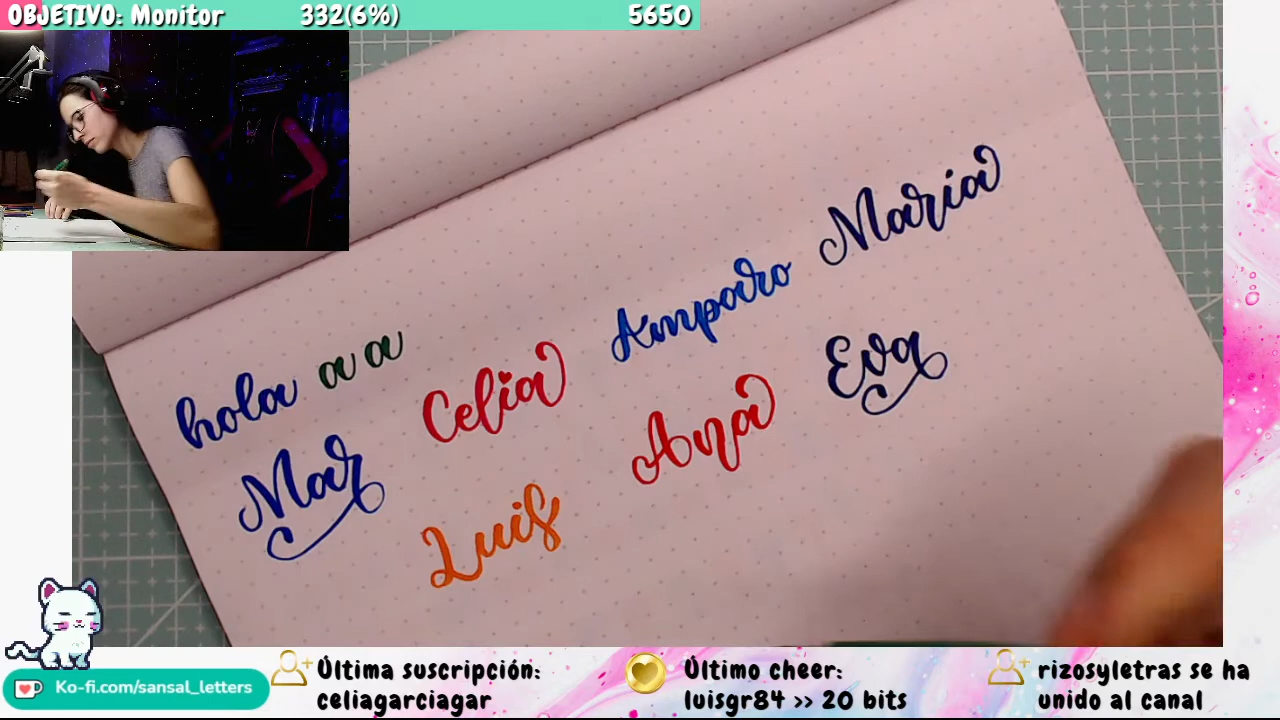 OBJETIVO: Monitor 332(6%) 5650
hola a a
Celia
Amparo
Maria
Mar
Luis
Ana
Eva
Ko-fi.com/sansal_letters
Última suscripción:
celiagarciagar
Último cheer:
luisgr84 >> 20 bits
rizosyletras se ha
unido al canal